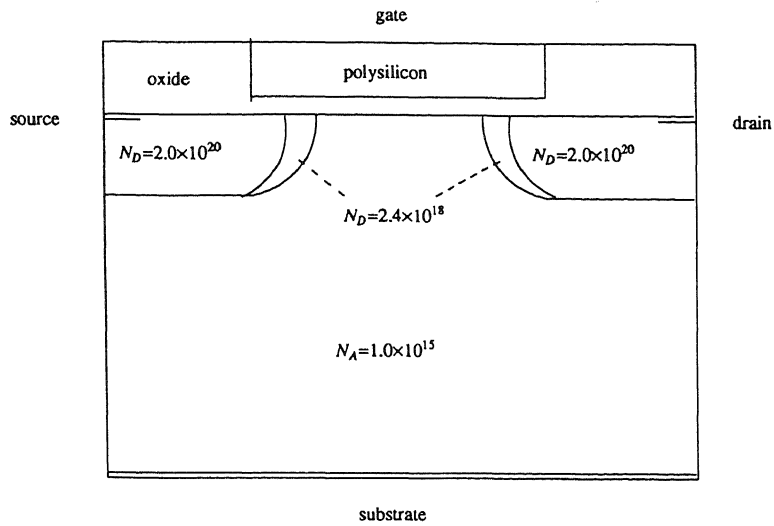 gate
oxide
polysilicon
source
drain
N_D=2.0×10^20
N_D=2.0×10^20
N_D=2.4×10^18
N_A=1.0×10^15
substrate